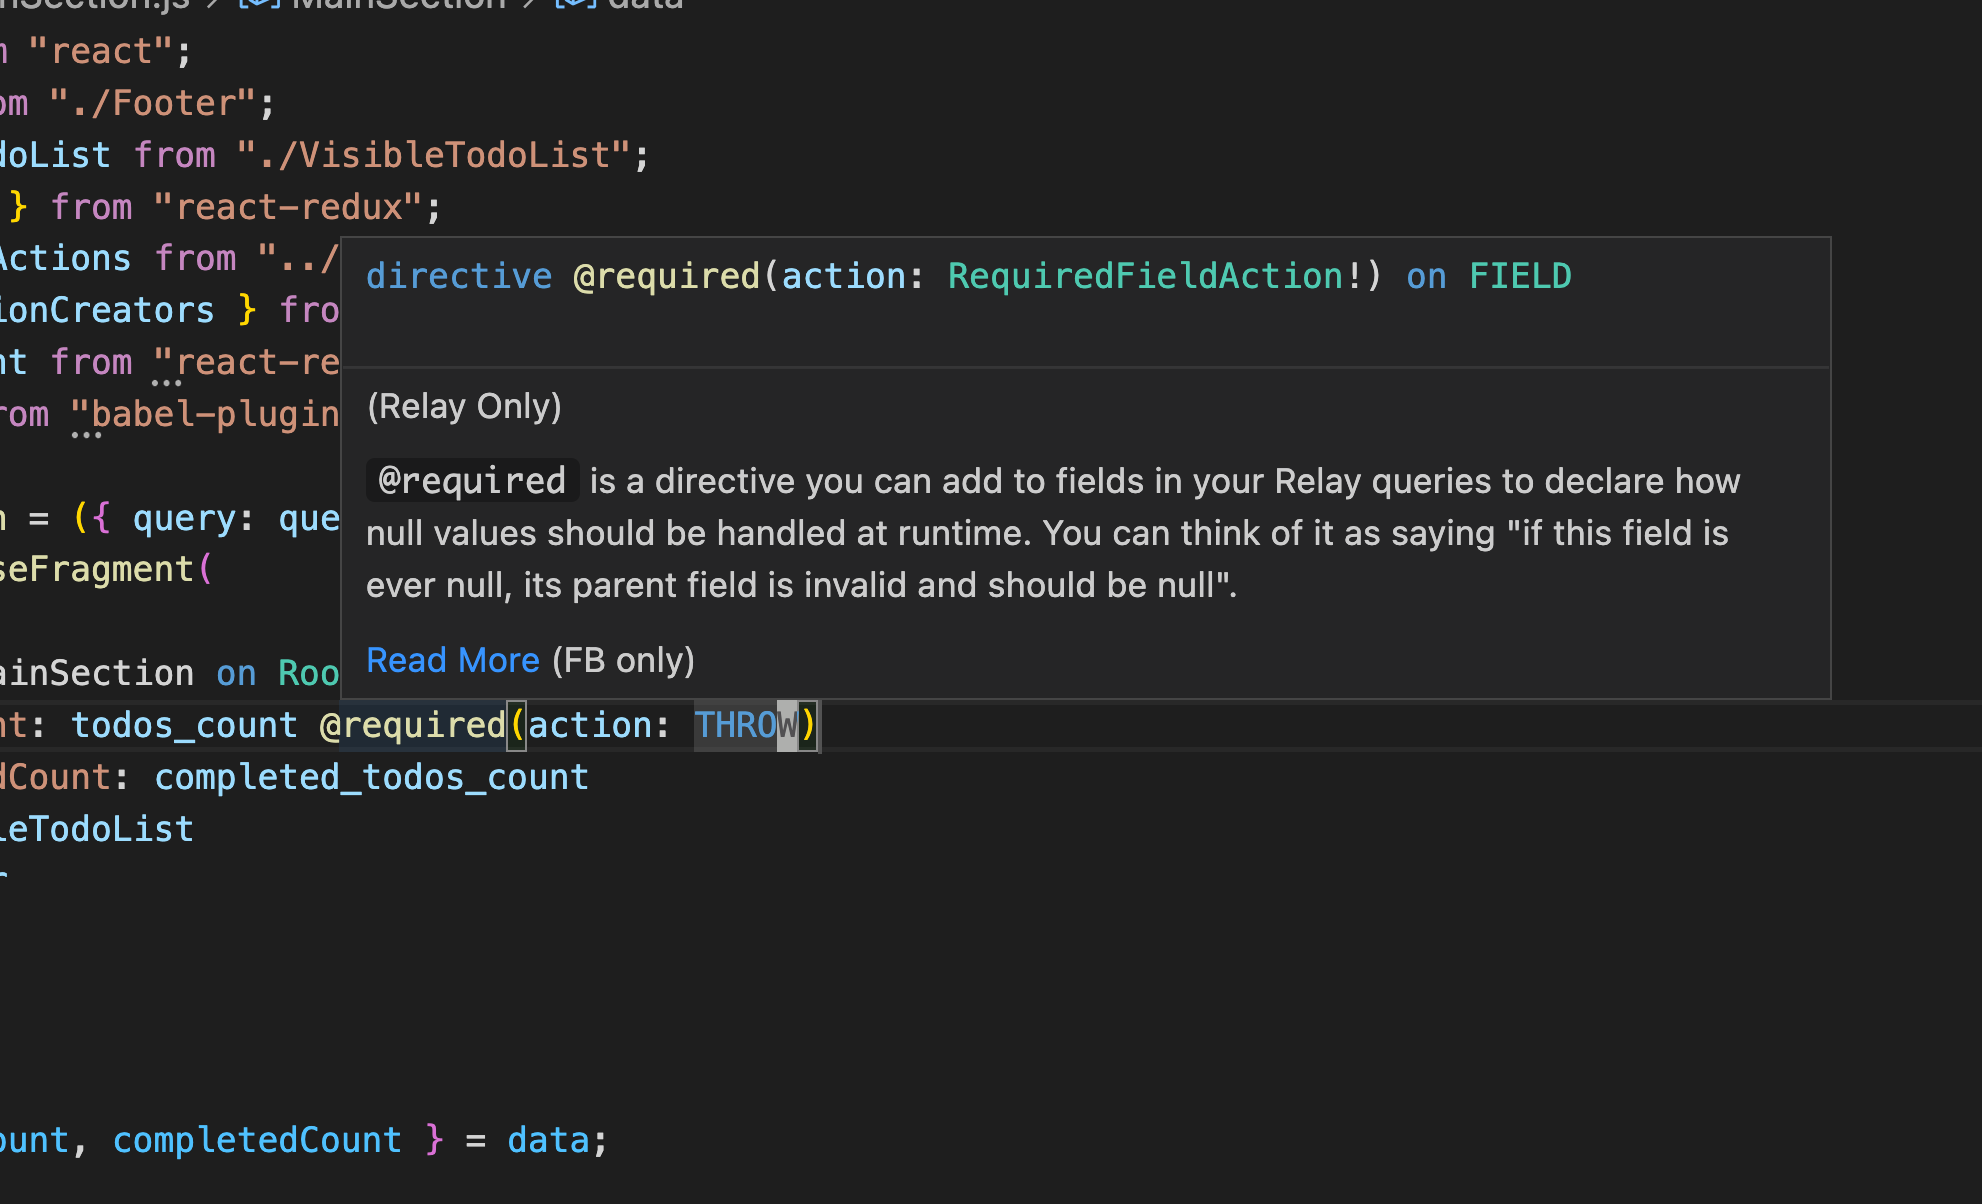 nSection.js > MainSection > data
"react";
om "./Footer";
doList from "./VisibleTodoList";
} from "react-redux";
Actions from "../
directive @required(action: RequiredFieldAction!) on FIELD
ionCreators } fro
nt from "react-re
(Relay Only)
rom "babel-plugin
@required is a directive you can add to fields in your Relay queries to declare how
n = ({ query: que
null values should be handled at runtime. You can think of it as saying "if this field is
seFragment(
ever null, its parent field is invalid and should be null".
Read More (FB only)
ainSection on Roo
nt: todos_count @required(action: THROW)
dCount: completed_todos_count
leTodoList
ount, completedCount } = data;